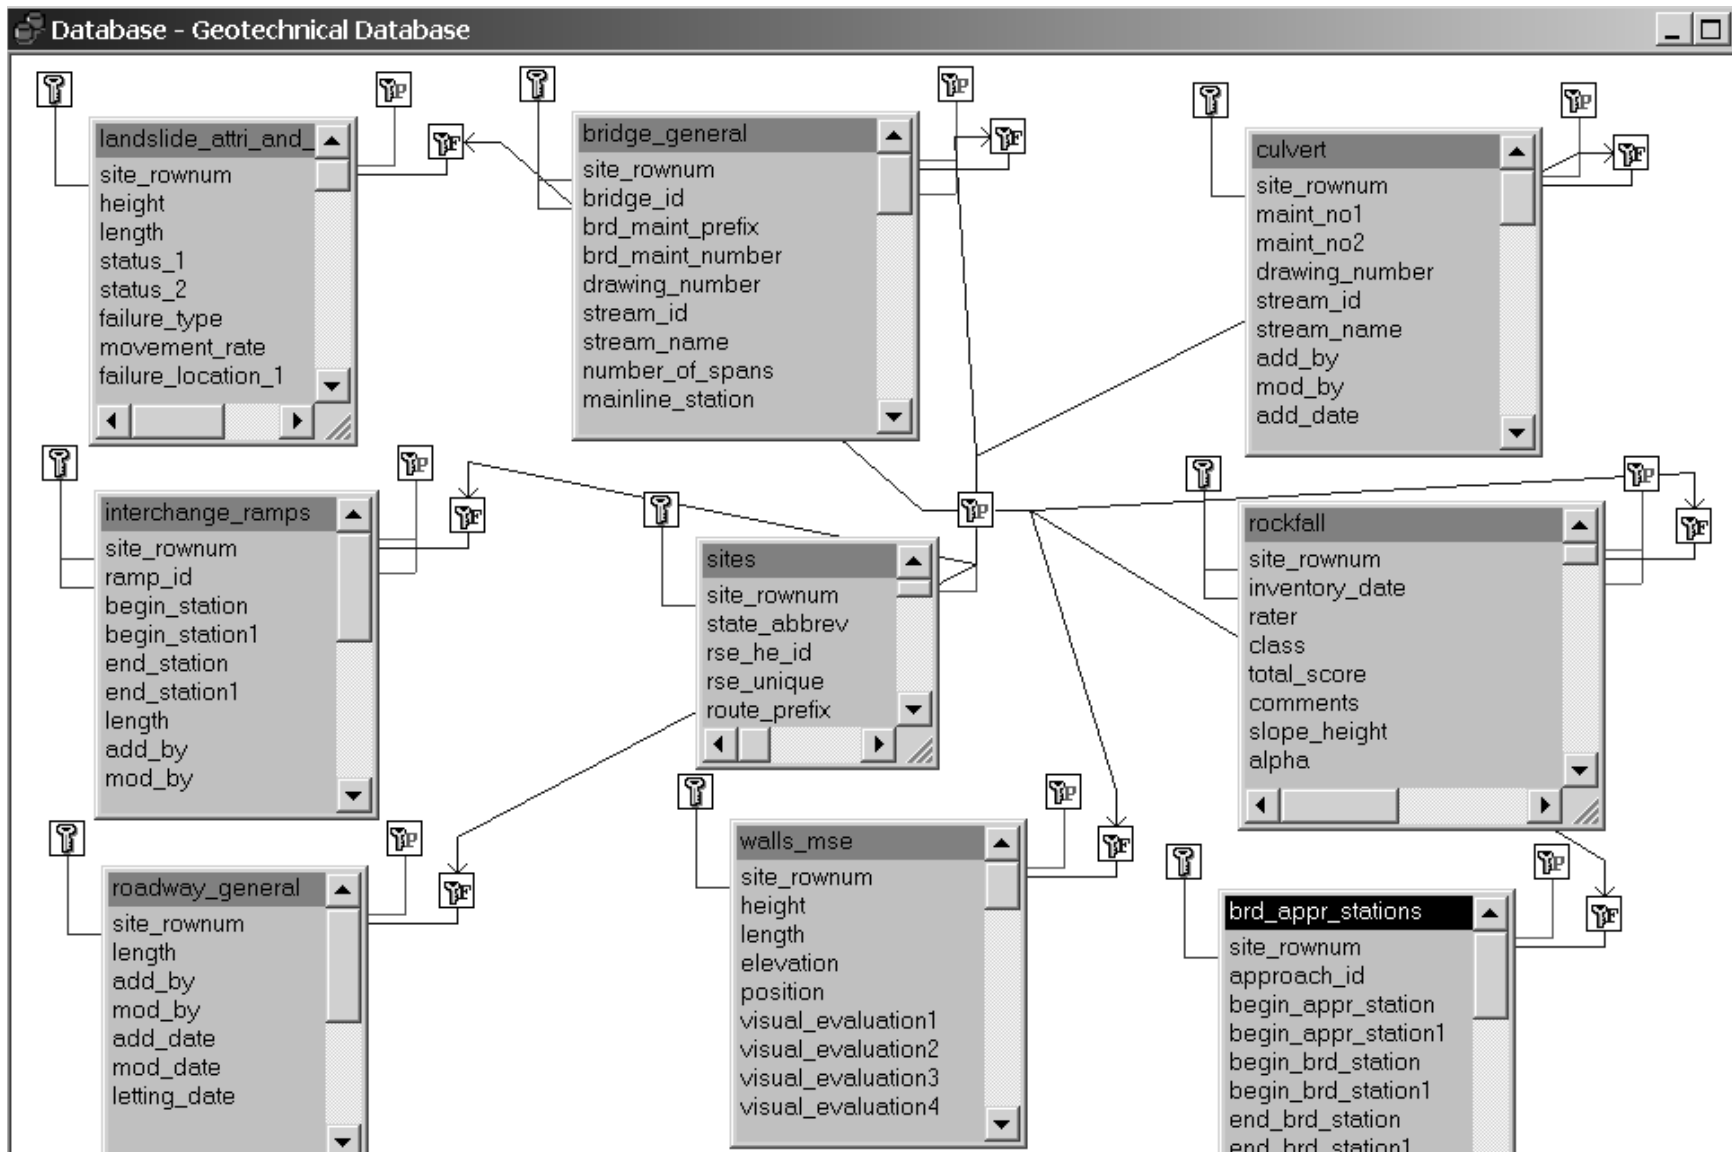 Database - Geotechnical Database
landslide_attri_and_
site_rownum
height
length
status_1
status_2
failure_type
movement_rate
failure_location_1
bridge_general
site_rownum
bridge_id
brd_maint_prefix
brd_maint_number
drawing_number
stream_id
stream_name
number_of_spans
mainline_station
culvert
site_rownum
maint_no1
maint_no2
drawing_number
stream_id
stream_name
add_by
mod_by
add_date
interchange_ramps
site_rownum
ramp_id
begin_station
begin_station1
end_station
end_station1
length
add_by
mod_by
sites
site_rownum
state_abbrev
rse_he_id
rse_unique
route_prefix
rockfall
site_rownum
inventory_date
rater
class
total_score
comments
slope_height
alpha
roadway_general
site_rownum
length
add_by
mod_by
add_date
mod_date
letting_date
walls_mse
site_rownum
height
length
elevation
position
visual_evaluation1
visual_evaluation2
visual_evaluation3
visual_evaluation4
brd_appr_stations
site_rownum
approach_id
begin_appr_station
begin_appr_station1
begin_brd_station
begin_brd_station1
end_brd_station
end_brd_station1